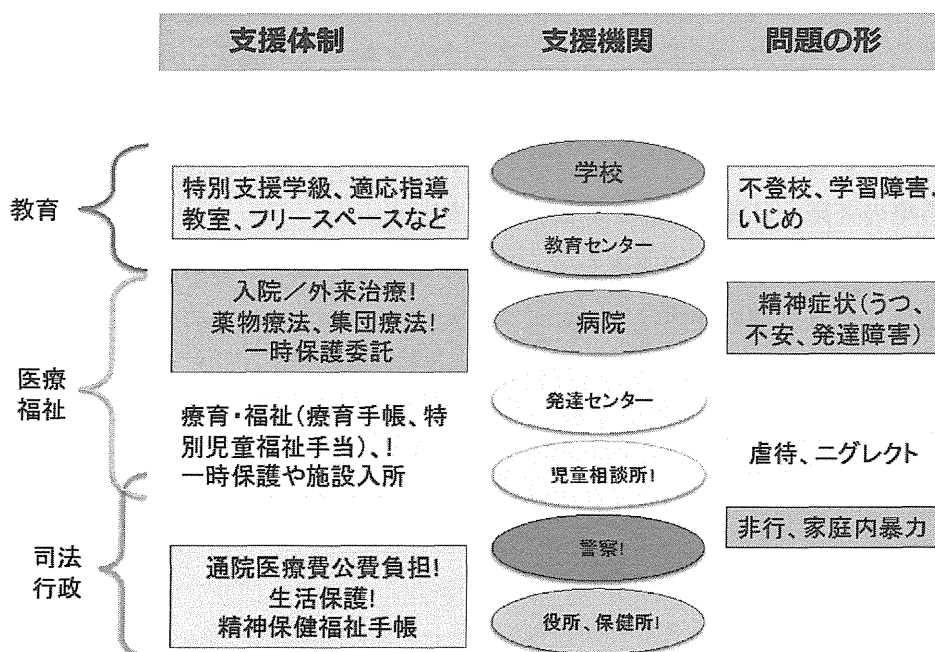 支援体制 支援機関 問題の形
教育
特別支援学級、適応指導
教室、フリースペースなど
学校
教育センター
不登校、学習障害、
いじめ
医療
福祉
入院／外来治療!
薬物療法、集団療法!
一時保護委託
病院
精神症状(うつ、
不安、発達障害)
療育・福祉(療育手帳、特
別児童福祉手当)、!
一時保護や施設入所
発達センター
児童相談所!
虐待、ニグレクト
司法
行政
警察!
非行、家庭内暴力
通院医療費公費負担!
生活保護!
精神保健福祉手帳
役所、保健所!